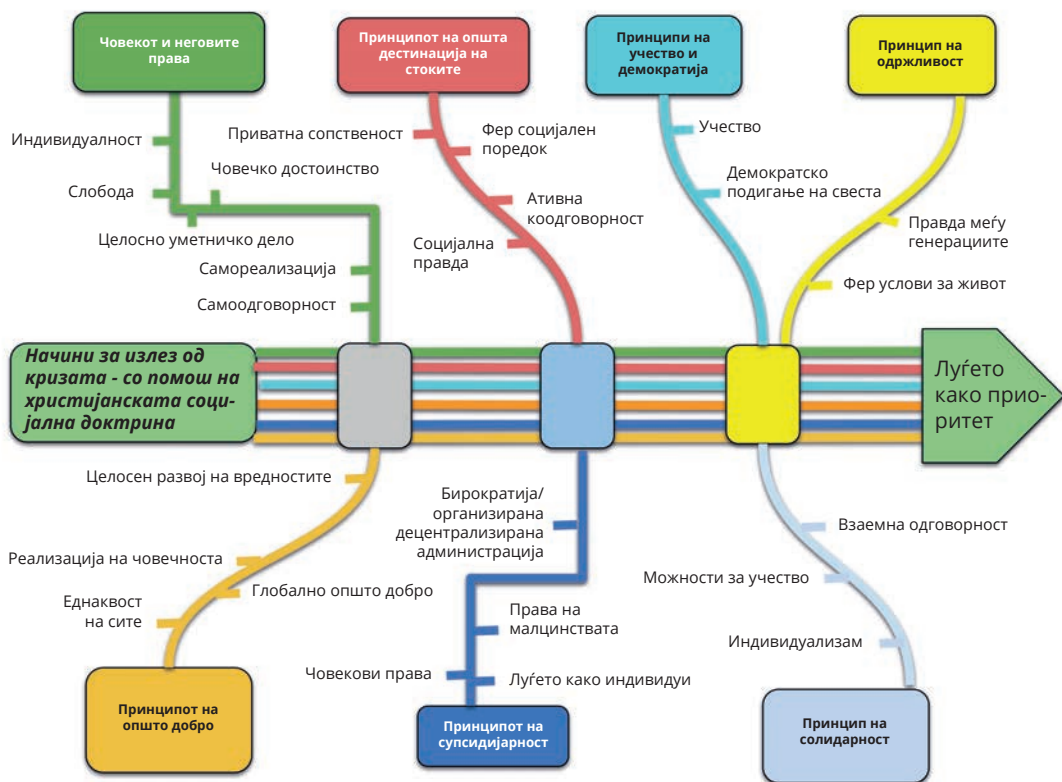 Човекот и неговите
права
Принципот на општа
дестинација на
стоките
Принципи на
учество и
демократија
Принцип на
одржливост
Индивидуалност
Слобода
Човечко достоинство
Целосно уметничко дело
Самореализација
Самоодговорност
Приватна сопственост
Фер социјален
поредок
Ативна
коодговорност
Социјална
правда
Учество
Демократско
подигање на свеста
Правда меѓу
генерациите
Фер услови за живот
Начини за излез од
кризата - со помош на
христијанската соци-
јална доктрина
Луѓето
како прио-
ритет
Целосен развој на вредностите
Реализација на човечноста
Глобално општо добро
Еднаквост
на сите
Принципот на
општо добро
Бирократија/
организирана
децентрализирана
администрација
Права на
малцинствата
Човекови права
Луѓето како индивидуи
Принципот на
супсидијарност
Взаемна одговорност
Можности за учество
Индивидуализам
Принцип на
солидарност